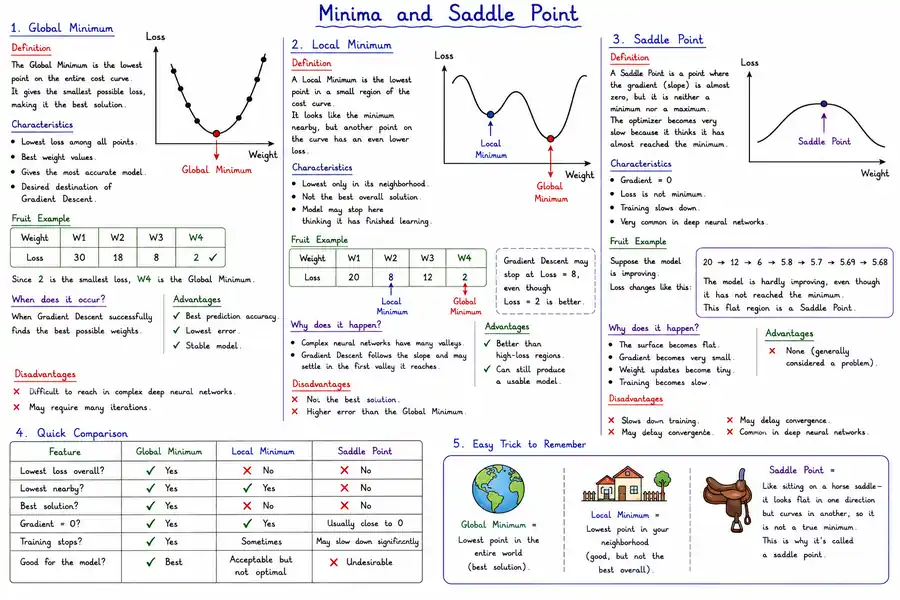 Minima and Saddle Point
1. Global Minimum
Definition
The Global Minimum is the lowest
point on the entire cost curve.
It gives the smallest possible loss,
making it the best solution.
Characteristics
• Lowest loss among all points.
• Best weight values.
• Gives the most accurate model.
• Desired destination of
Gradient Descent.
Loss
Weight
Global Minimum
Fruit Example
Weight W1 W2 W3 W4
Loss 30 18 8 2 ✓
Since 2 is the smallest loss, W4 is the Global Minimum.
When does it occur?
When Gradient Descent successfully
finds the best possible weights.
Advantages
✓ Best prediction accuracy.
✓ Lowest error.
✓ Stable model.
Disadvantages
✗ Difficult to reach in complex deep neural networks.
✗ May require many iterations.
2. Local Minimum
Definition
A Local Minimum is the lowest
point in a small region of the
cost curve.
It looks like the minimum
nearby, but another point on
the curve has an even lower
loss.
Characteristics
• Lowest only in its neighborhood.
• Not the best overall solution.
• Model may stop here
thinking it has finished learning.
Loss
Local
Minimum
Weight
Global
Minimum
Fruit Example
Weight W1 W2 W3 W4
Loss 20 8 12 2
Local
Minimum
Global
Minimum
Gradient Descent may
stop at Loss = 8,
even though
Loss = 2 is better.
Why does it happen?
• Complex neural networks have many valleys.
• Gradient Descent follows the slope and may
settle in the first valley it reaches.
Advantages
✓ Better than
high-loss regions.
✓ Can still produce
a usable model.
Disadvantages
✗ Not the best solution.
✗ Higher error than the Global Minimum.
3. Saddle Point
Definition
A Saddle Point is a point where
the gradient (slope) is almost
zero, but it is neither a
minimum nor a maximum.
The optimizer becomes very
slow because it thinks it has
almost reached the minimum.
Characteristics
• Gradient = 0
• Loss is not minimum.
• Training slows down.
• Very common in deep neural networks.
Loss
Saddle Point
Weight
Fruit Example
Suppose the model
is improving.
Loss changes like this:
20 → 12 → 6 → 5.8 → 5.7 → 5.69 → 5.68
The model is hardly improving, even though
it has not reached the minimum.
This flat region is a Saddle Point.
Why does it happen?
• The surface becomes flat.
• Gradient becomes very small.
• Weight updates become tiny.
• Training becomes slow.
Advantages
✗ None (generally
considered a problem).
Disadvantages
✗ Slows down training.
✗ May delay convergence.
✗ May delay convergence.
✗ Common in deep neural networks.
4. Quick Comparison
Feature Global Minimum Local Minimum Saddle Point
Lowest loss overall? ✓ Yes ✗ No ✗ No
Lowest nearby? ✓ Yes ✓ Yes ✗ No
Best solution? ✓ Yes ✗ No ✗ No
Gradient = 0? ✓ Yes ✓ Yes Usually close to 0
Training stops? ✓ Yes Sometimes May slow down significantly
Good for the model? ✓ Best Acceptable but
not optimal ✗ Undesirable
5. Easy Trick to Remember
Global Minimum =
Lowest point in the
entire world
(best solution).
Local Minimum =
Lowest point in your
neighborhood
(good, but not the
best overall).
Saddle Point =
Like sitting on a horse saddle–
it looks flat in one direction
but curves in another, so it
is not a true minimum.
This is why it's called
a saddle point.